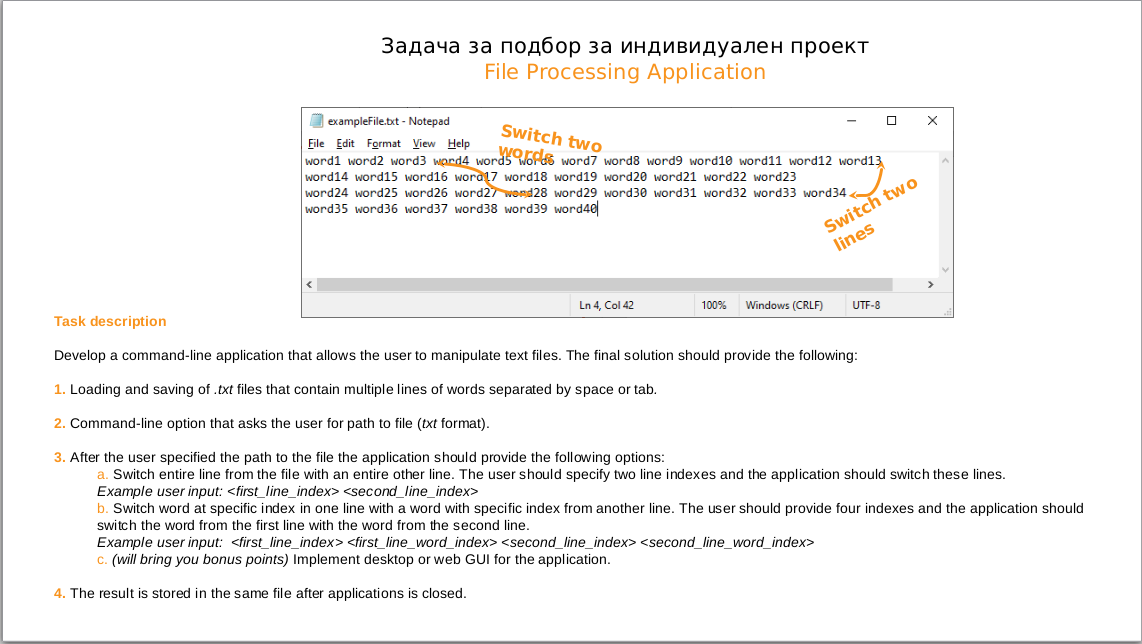 Задача за подбор за индивидуален проект
File Processing Application
exampleFile.txt - Notepad
File Edit Format View Help
Switch two
words
word1 word2 word3 word4 word5 word6 word7 word8 word9 word10 word11 word12 word13
word14 word15 word16 word17 word18 word19 word20 word21 word22 word23
word24 word25 word26 word27 word28 word29 word30 word31 word32 word33 word34
word35 word36 word37 word38 word39 word40
Switch two
lines
Ln 4, Col 42 100% Windows (CRLF) UTF-8
Task description
Develop a command-line application that allows the user to manipulate text files. The final solution should provide the following:
1. Loading and saving of .txt files that contain multiple lines of words separated by space or tab.
2. Command-line option that asks the user for path to file (txt format).
3. After the user specified the path to the file the application should provide the following options:
a. Switch entire line from the file with an entire other line. The user should specify two line indexes and the application should switch these lines.
Example user input: <first_line_index> <second_line_index>
b. Switch word at specific index in one line with a word with specific index from another line. The user should provide four indexes and the application should
switch the word from the first line with the word from the second line.
Example user input: <first_line_index> <first_line_word_index> <second_line_index> <second_line_word_index>
c. (will bring you bonus points) Implement desktop or web GUI for the application.
4. The result is stored in the same file after applications is closed.